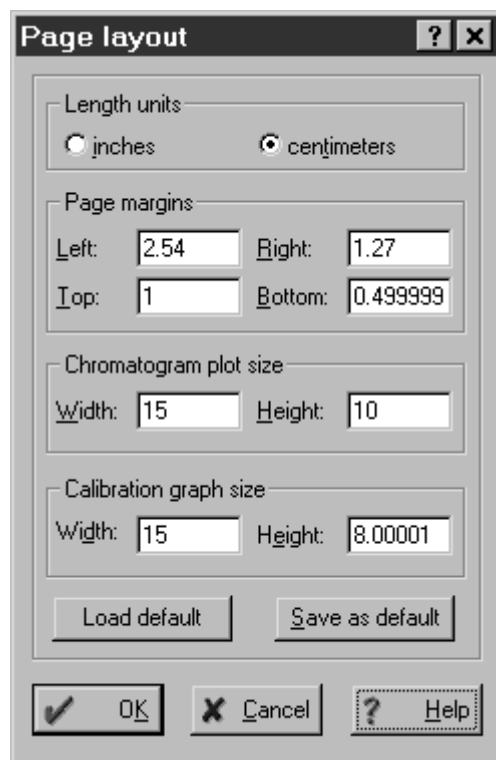 Page layout ? ×
Length units
inches centimeters
Page margins
Left: 2.54 Right: 1.27
Top: 1 Bottom: 0.499999
Chromatogram plot size
Width: 15 Height: 10
Calibration graph size
Width: 15 Height: 8.00001
Load default Save as default
OK Cancel ? Help